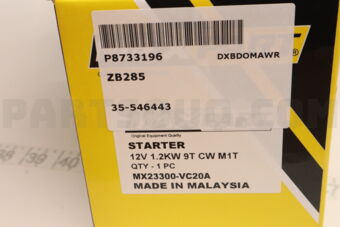 P8733196 DXBDOMAWR
ZB285
35-546443
Original Equipment Quality
STARTER
12V 1.2KW 9T CW M1T
QTY - 1 PC
MX23300-VC20A
MADE IN MALAYSIA